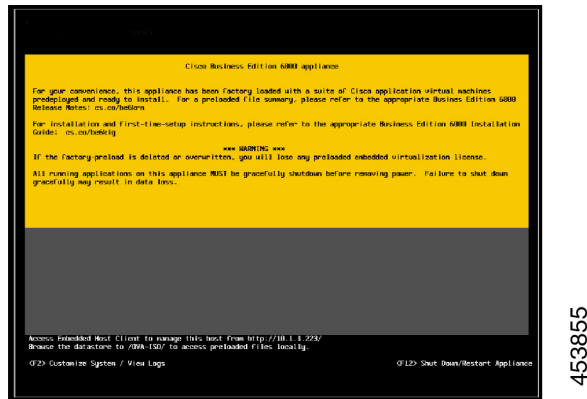 Cisco Business Edition 6000 appliance
For your convenience, this appliance has been factory loaded with a suite of Cisco application virtual machines
predeployed and ready to install. For a preloaded file summary, please refer to the appropriate Busines Edition 6000
Release Notes: cs.co/be6krn
For installation and first-time-setup instructions, please refer to the appropriate Business Edition 6000 Installation
Guide: cs.co/be6kig
*** WARNING ***
If the factory-preload is deleted or overwritten, you will lose any preloaded embedded virtualization license.
All running applications on this appliance MUST be gracefully shutdown before removing power. Failure to shut down
gracefully may result in data loss.
Access Embedded Host Client to manage this host from http://10.1.1.223/
Browse the datastore to /OVA-ISO/ to access preloaded files locally.
<F2> Customize System / View Logs
<F12> Shut Down/Restart Appliance
453855